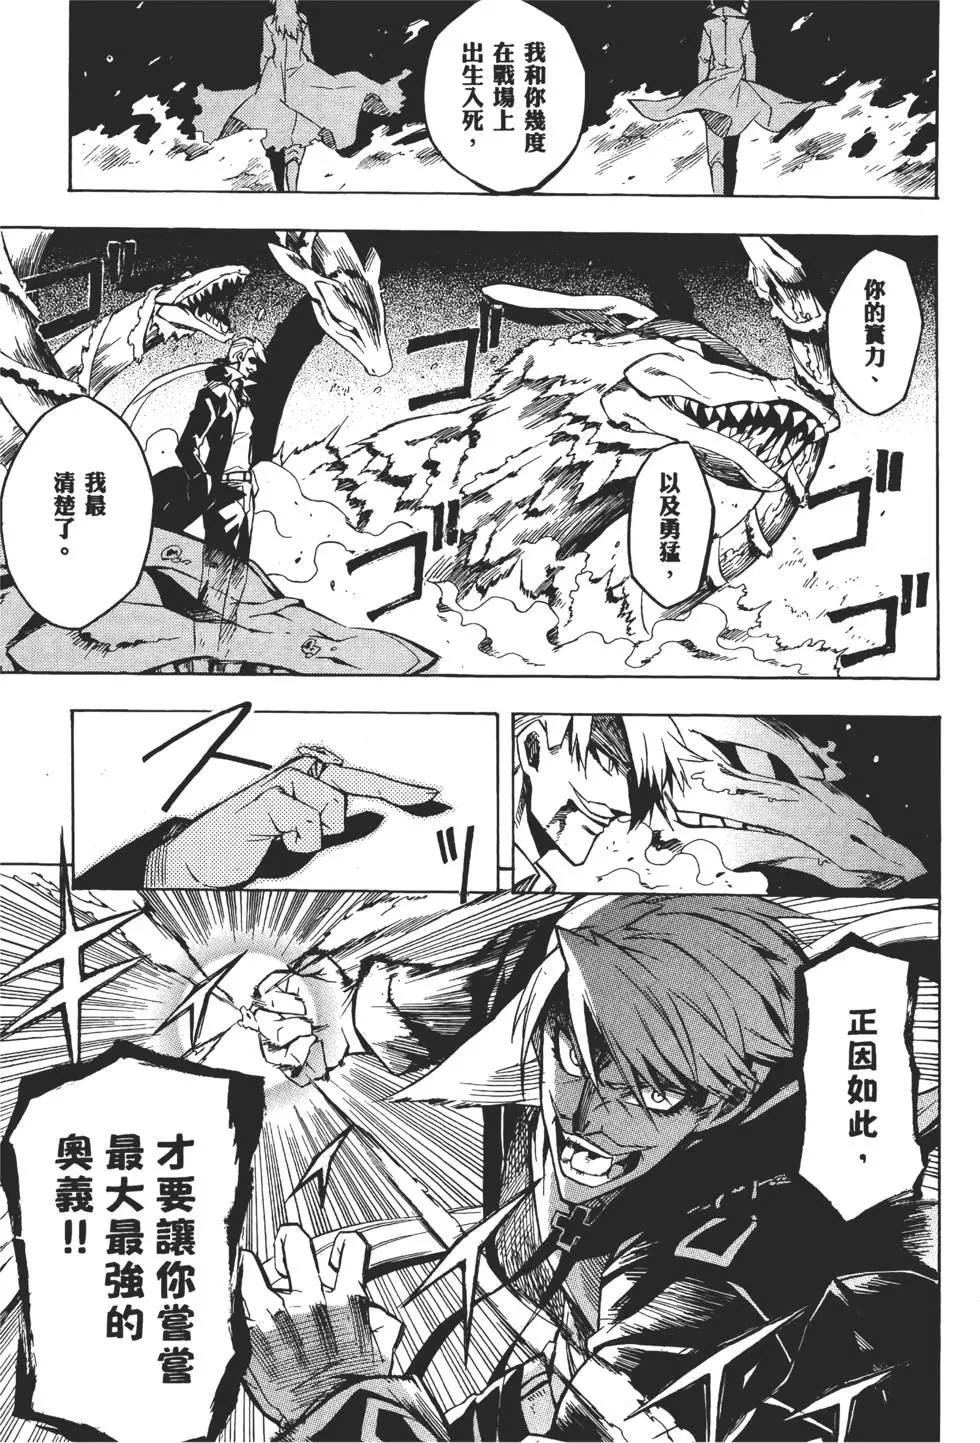 我和你幾度
在戰場上
出生入死，
你的實力、
以及勇猛，
我最
清楚了。
ゴ
ゴ
ゴ
ゴ
ゴ
スッ
正因如此，
才要讓你嘗嘗
最大最強的
奧義!!